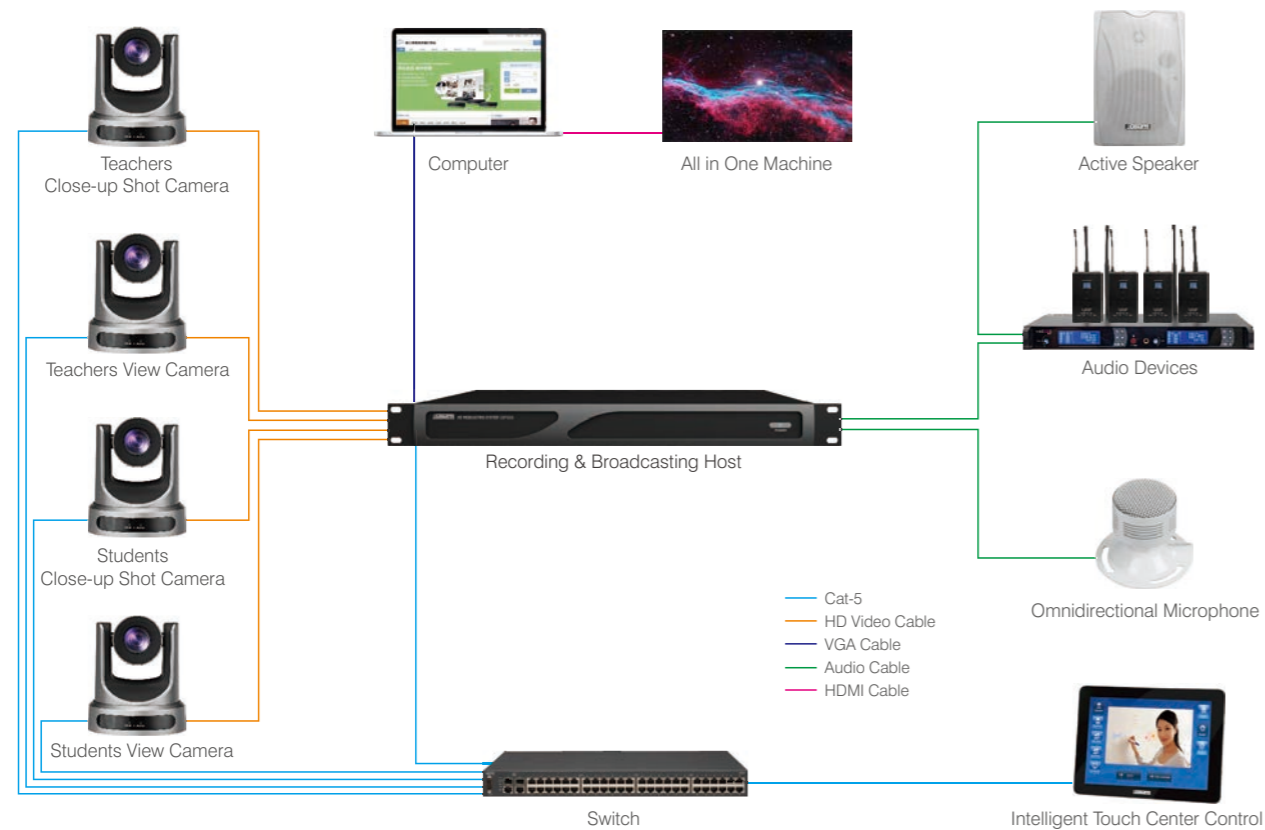 Teachers
Close-up Shot Camera
Computer
All in One Machine
Active Speaker
Teachers View Camera
Audio Devices
Recording & Broadcasting Host
Students
Close-up Shot Camera
Omnidirectional Microphone
Cat-5
HD Video Cable
VGA Cable
Audio Cable
HDMI Cable
Students View Camera
Switch
Intelligent Touch Center Control